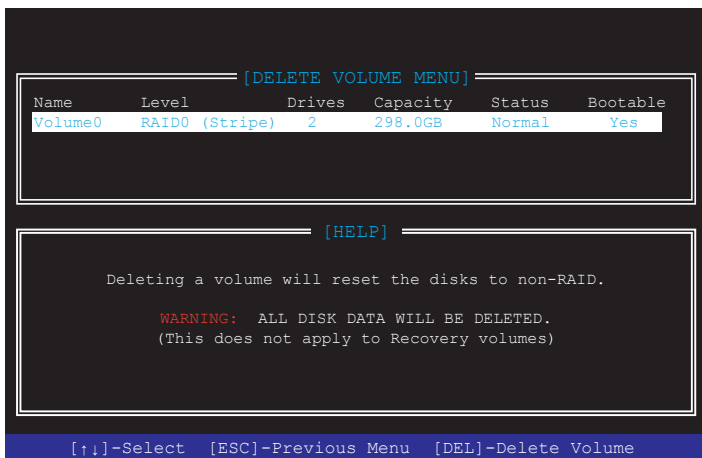 [DELETE VOLUME MENU]
Name Level Drives Capacity Status Bootable
Volume0 RAID0 (Stripe) 2 298.0GB Normal Yes
[HELP]
Deleting a volume will reset the disks to non-RAID.
WARNING: ALL DISK DATA WILL BE DELETED.
(This does not apply to Recovery volumes)
[↑↓]-Select [ESC]-Previous Menu [DEL]-Delete Volume